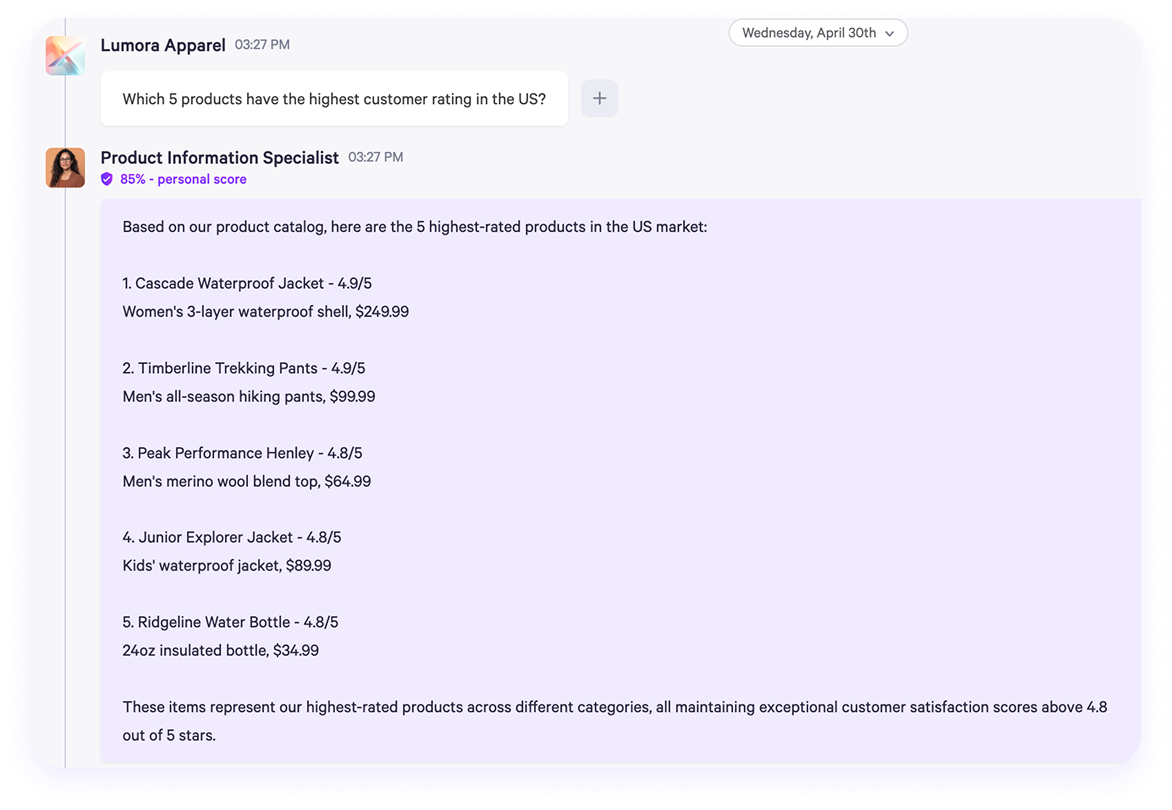 Lumora Apparel 03:27 PM
Wednesday, April 30th
Which 5 products have the highest customer rating in the US?
Product Information Specialist 03:27 PM
85% - personal score
Based on our product catalog, here are the 5 highest-rated products in the US market:
1. Cascade Waterproof Jacket - 4.9/5
Women's 3-layer waterproof shell, $249.99
2. Timberline Trekking Pants - 4.9/5
Men's all-season hiking pants, $99.99
3. Peak Performance Henley - 4.8/5
Men's merino wool blend top, $64.99
4. Junior Explorer Jacket - 4.8/5
Kids' waterproof jacket, $89.99
5. Ridgeline Water Bottle - 4.8/5
24oz insulated bottle, $34.99
These items represent our highest-rated products across different categories, all maintaining exceptional customer satisfaction scores above 4.8
out of 5 stars.